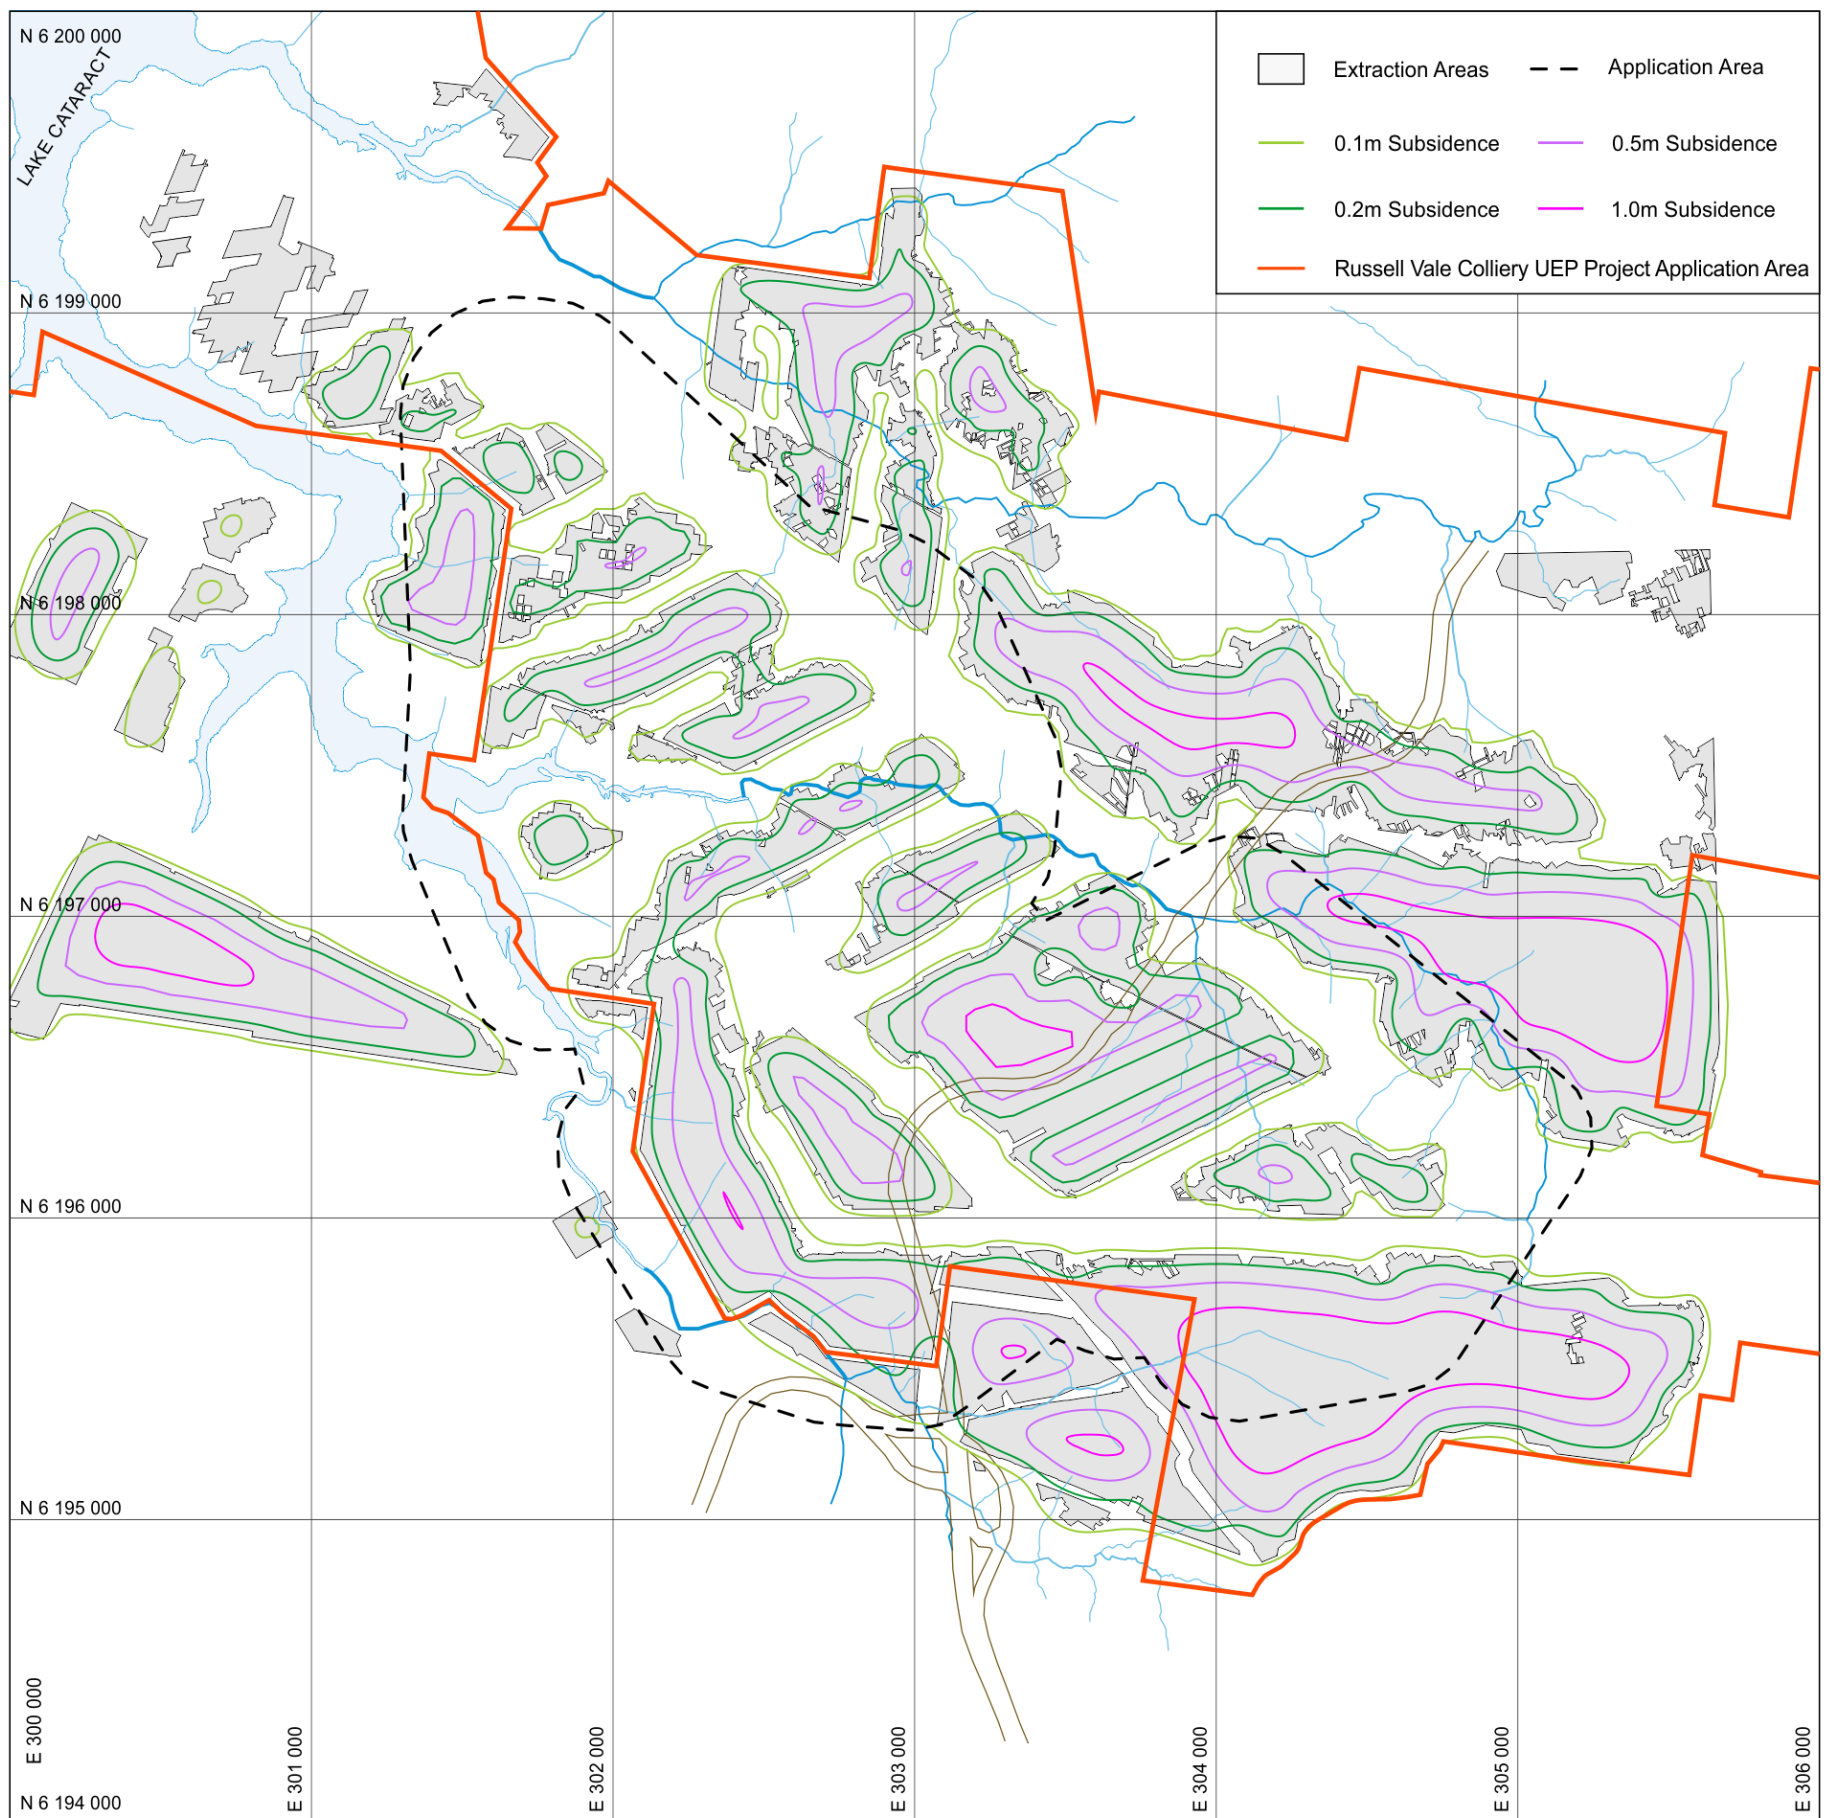 N 6 200 000
LAKE CATARACT
Extraction Areas
Application Area
0.1m Subsidence
0.5m Subsidence
0.2m Subsidence
1.0m Subsidence
Russell Vale Colliery UEP Project Application Area
N 6 199 000
N 6 198 000
N 6 197 000
N 6 196 000
N 6 195 000
E 300 000
E 301 000
E 302 000
E 303 000
E 304 000
E 305 000
E 306 000
N 6 194 000